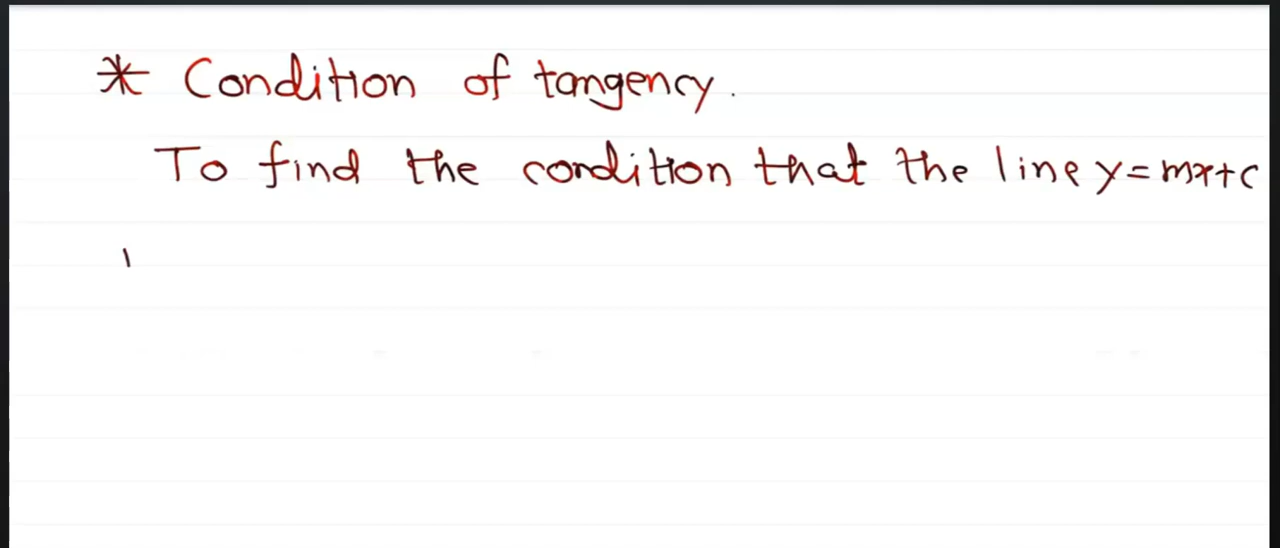 * Condition of tangency.
To find the condition that the line y=mx+c